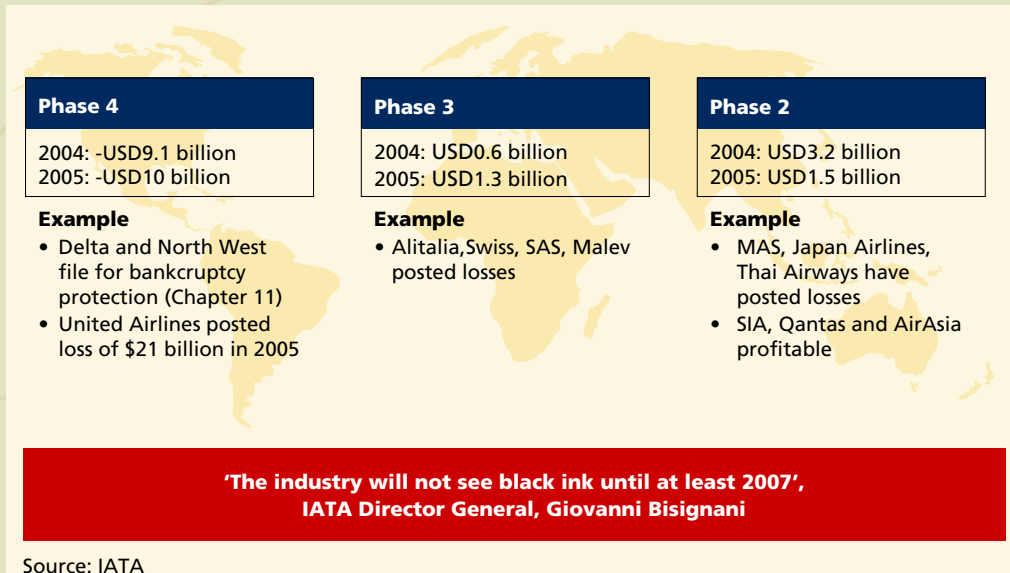 Phase 4
2004: -USD9.1 billion
2005: -USD10 billion
Example
• Delta and North West
file for bankcruptcy
protection (Chapter 11)
• United Airlines posted
loss of $21 billion in 2005
Phase 3
2004: USD0.6 billion
2005: USD1.3 billion
Example
• Alitalia,Swiss, SAS, Malev
posted losses
Phase 2
2004: USD3.2 billion
2005: USD1.5 billion
Example
• MAS, Japan Airlines,
Thai Airways have
posted losses
• SIA, Qantas and AirAsia
profitable
‘The industry will not see black ink until at least 2007’,
IATA Director General, Giovanni Bisignani
Source: IATA